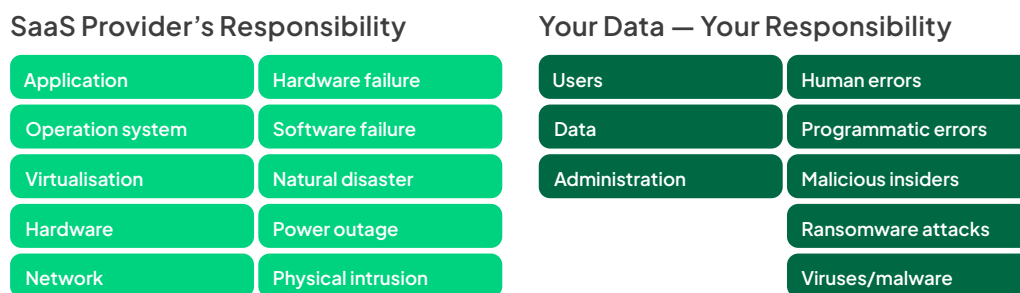 SaaS Provider’s Responsibility
Application
Hardware failure
Operation system
Software failure
Virtualisation
Natural disaster
Hardware
Power outage
Network
Physical intrusion
Your Data — Your Responsibility
Users
Human errors
Data
Programmatic errors
Administration
Malicious insiders
Ransomware attacks
Viruses/malware